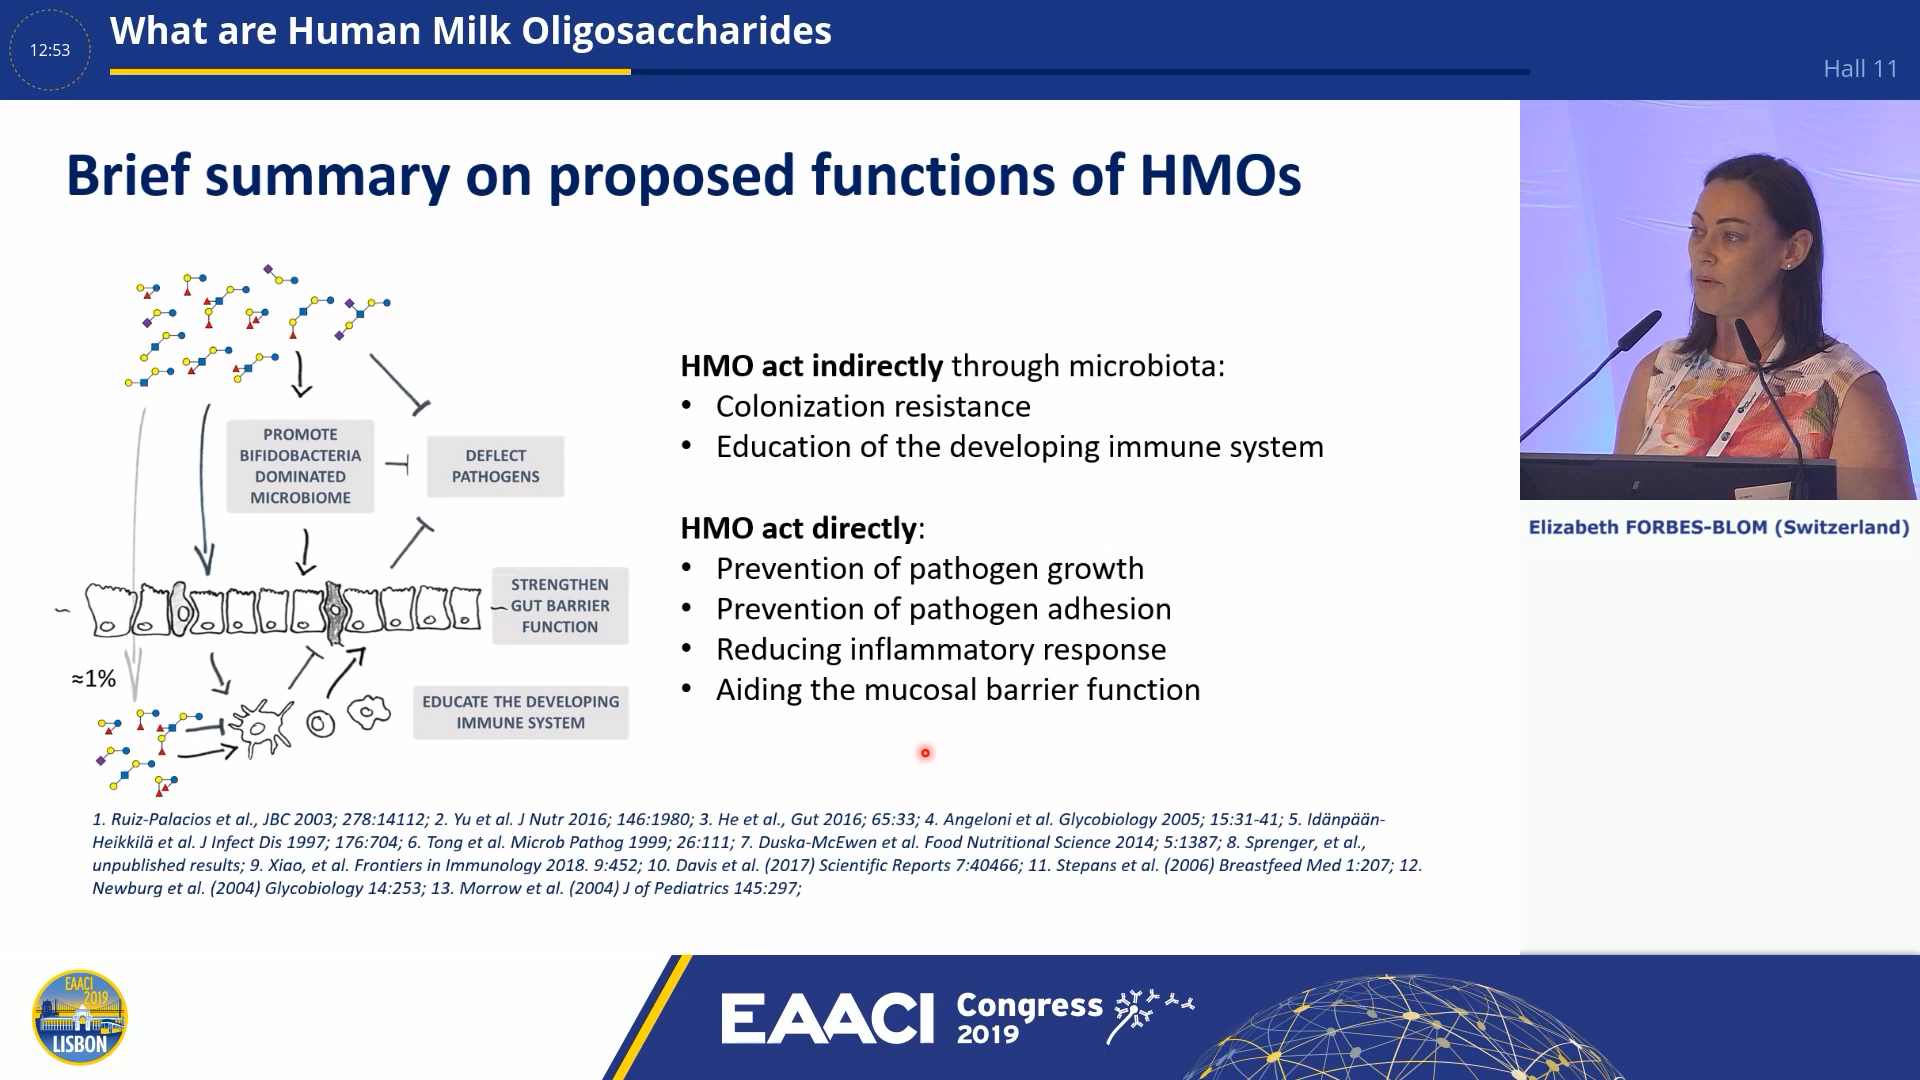 12:53
What are Human Milk Oligosaccharides
Hall 11
Brief summary on proposed functions of HMOs
PROMOTE
BIFIDOBACTERIA
DOMINATED
MICROBIOME
DEFLECT
PATHOGENS
STRENGTHEN
GUT BARRIER
FUNCTION
≈1%
EDUCATE THE DEVELOPING
IMMUNE SYSTEM
HMO act indirectly through microbiota:
• Colonization resistance
• Education of the developing immune system
HMO act directly:
• Prevention of pathogen growth
• Prevention of pathogen adhesion
• Reducing inflammatory response
• Aiding the mucosal barrier function
1. Ruiz-Palacios et al., JBC 2003; 278:14112; 2. Yu et al. J Nutr 2016; 146:1980; 3. He et al., Gut 2016; 65:33; 4. Angeloni et al. Glycobiology 2005; 15:31-41; 5. Idänpään-
Heikkilä et al. J Infect Dis 1997; 176:704; 6. Tong et al. Microb Pathog 1999; 26:111; 7. Duska-McEwen et al. Food Nutritional Science 2014; 5:1387; 8. Sprenger, et al.,
unpublished results; 9. Xiao, et al. Frontiers in Immunology 2018. 9:452; 10. Davis et al. (2017) Scientific Reports 7:40466; 11. Stepans et al. (2006) Breastfeed Med 1:207; 12.
Newburg et al. (2004) Glycobiology 14:253; 13. Morrow et al. (2004) J of Pediatrics 145:297;
Elizabeth FORBES-BLOM (Switzerland)
EAACI
2019
LISBON
EAACI Congress
2019